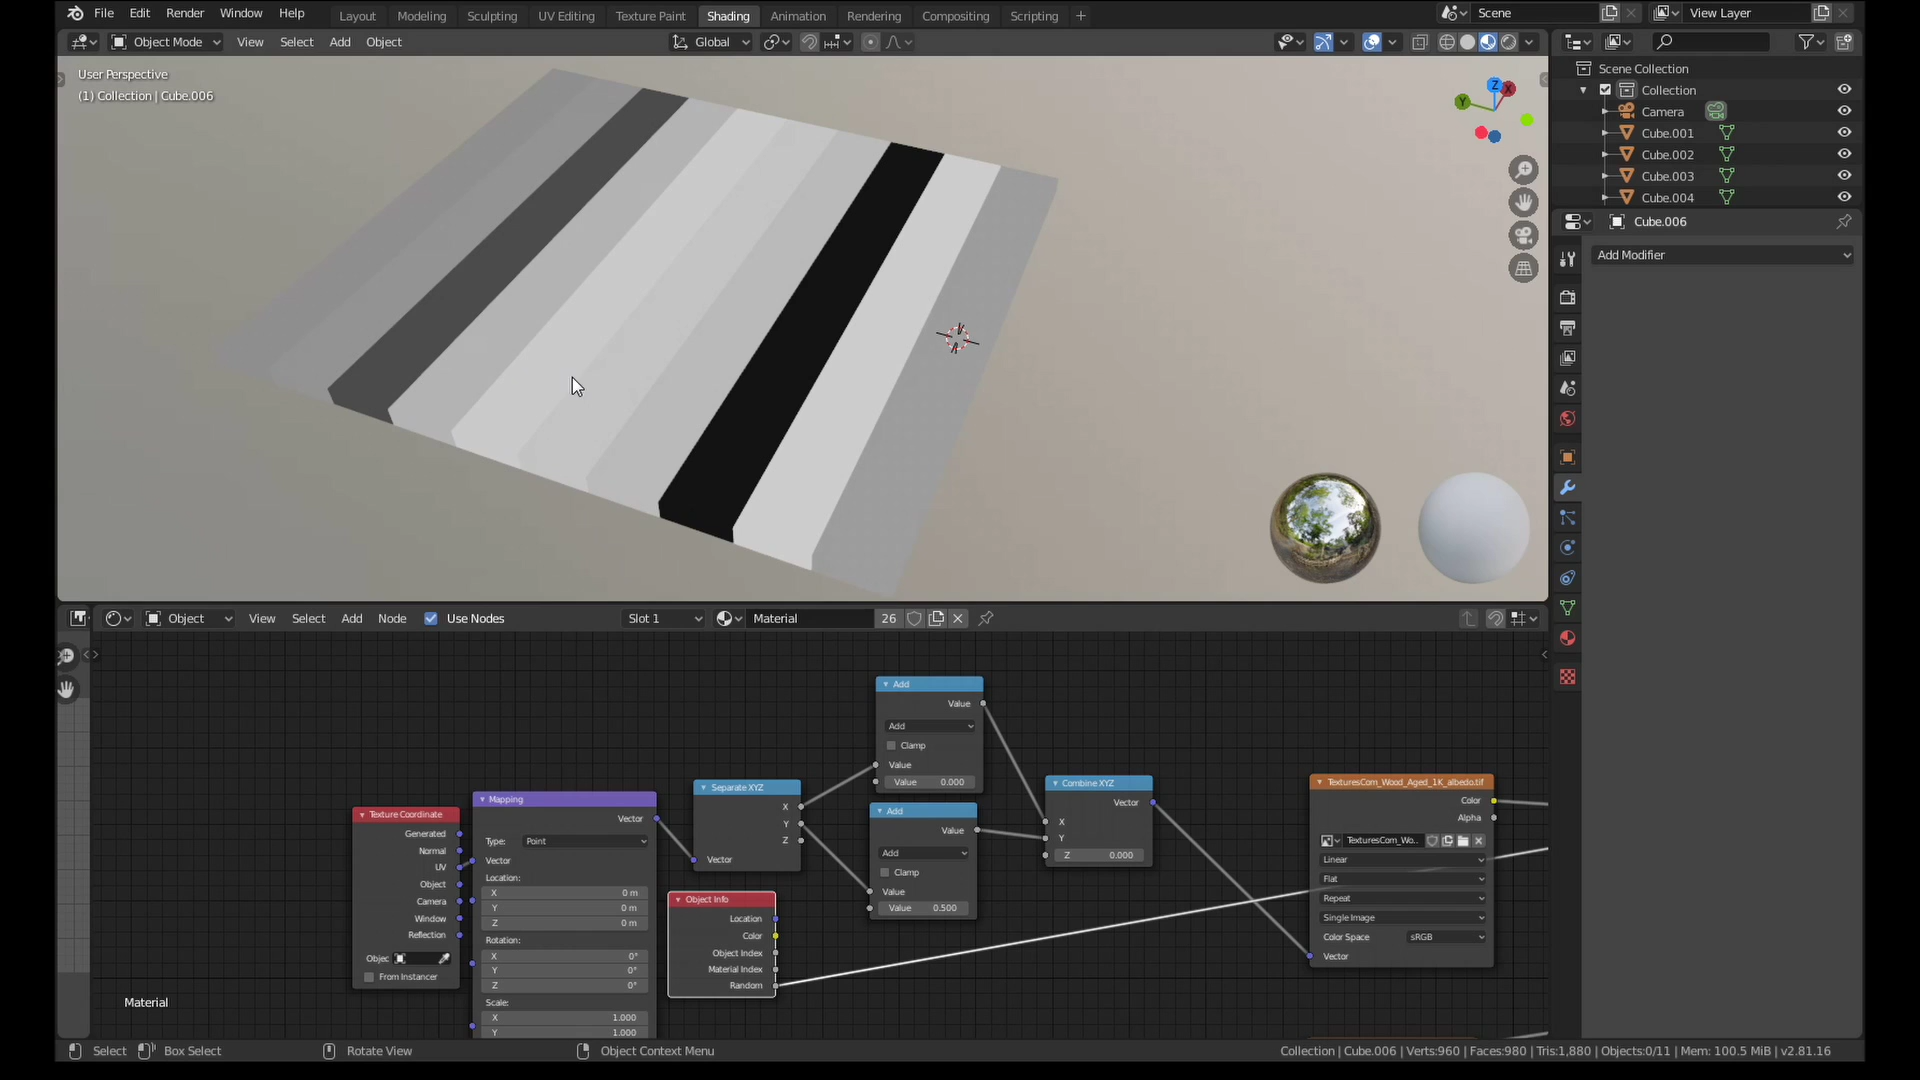 File Edit Render Window Help Layout Modeling Sculpting UV Editing Texture Paint Shading Animation Rendering Compositing Scripting + Scene View Layer
Object Mode View Select Add Object Global
User Perspective
(1) Collection | Cube.006
Z
X
Y
Scene Collection
Collection
Camera
Cube.001
Cube.002
Cube.003
Cube.004
Cube.006
Add Modifier
Object View Select Add Node Use Nodes Slot 1 Material 26
Texture Coordinate
Generated
Normal
UV
Object
Camera
Window
Reflection
Objec
From Instancer
Mapping
Vector
Type: Point
Vector
Location:
X 0 m
Y 0 m
Z 0 m
Rotation:
X 0°
Y 0°
Z 0°
Scale:
X 1.000
Y 1.000
Separate XYZ
X
Y
Z
Vector
Object Info
Location
Color
Object Index
Material Index
Random
Add
Value
Add
Clamp
Value
Value 0.000
Add
Value
Add
Clamp
Value
Value 0.500
Combine XYZ
Vector
X
Y
Z 0.000
TexturesCom_Wood_Aged_1K_albedo.tif
Color
Alpha
TexturesCom_Wo...
Linear
Flat
Repeat
Single Image
Color Space sRGB
Vector
Material
Select Box Select Rotate View Object Context Menu Collection | Cube.006 | Verts:960 | Faces:980 | Tris:1,880 | Objects:0/11 | Mem: 100.5 MiB | v2.81.16